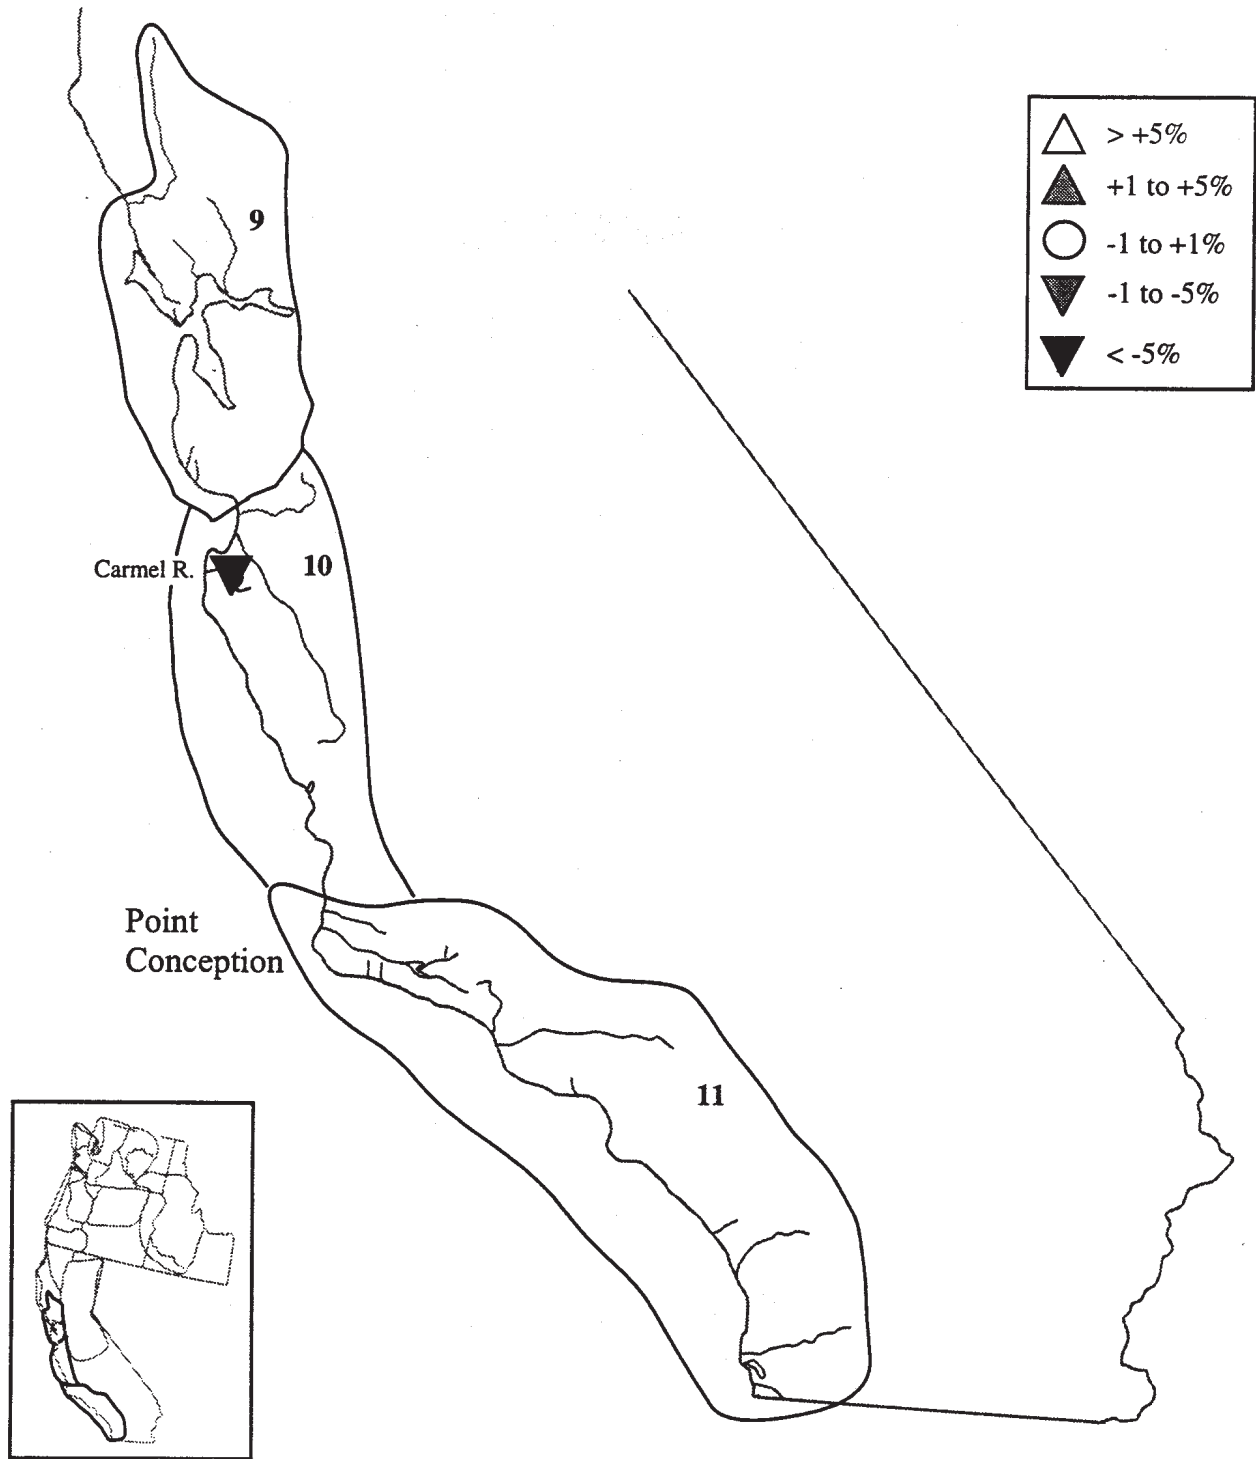 > +5%
+1 to +5%
-1 to +1%
-1 to -5%
< -5%
9
10
Carmel R.
Point
Conception
11